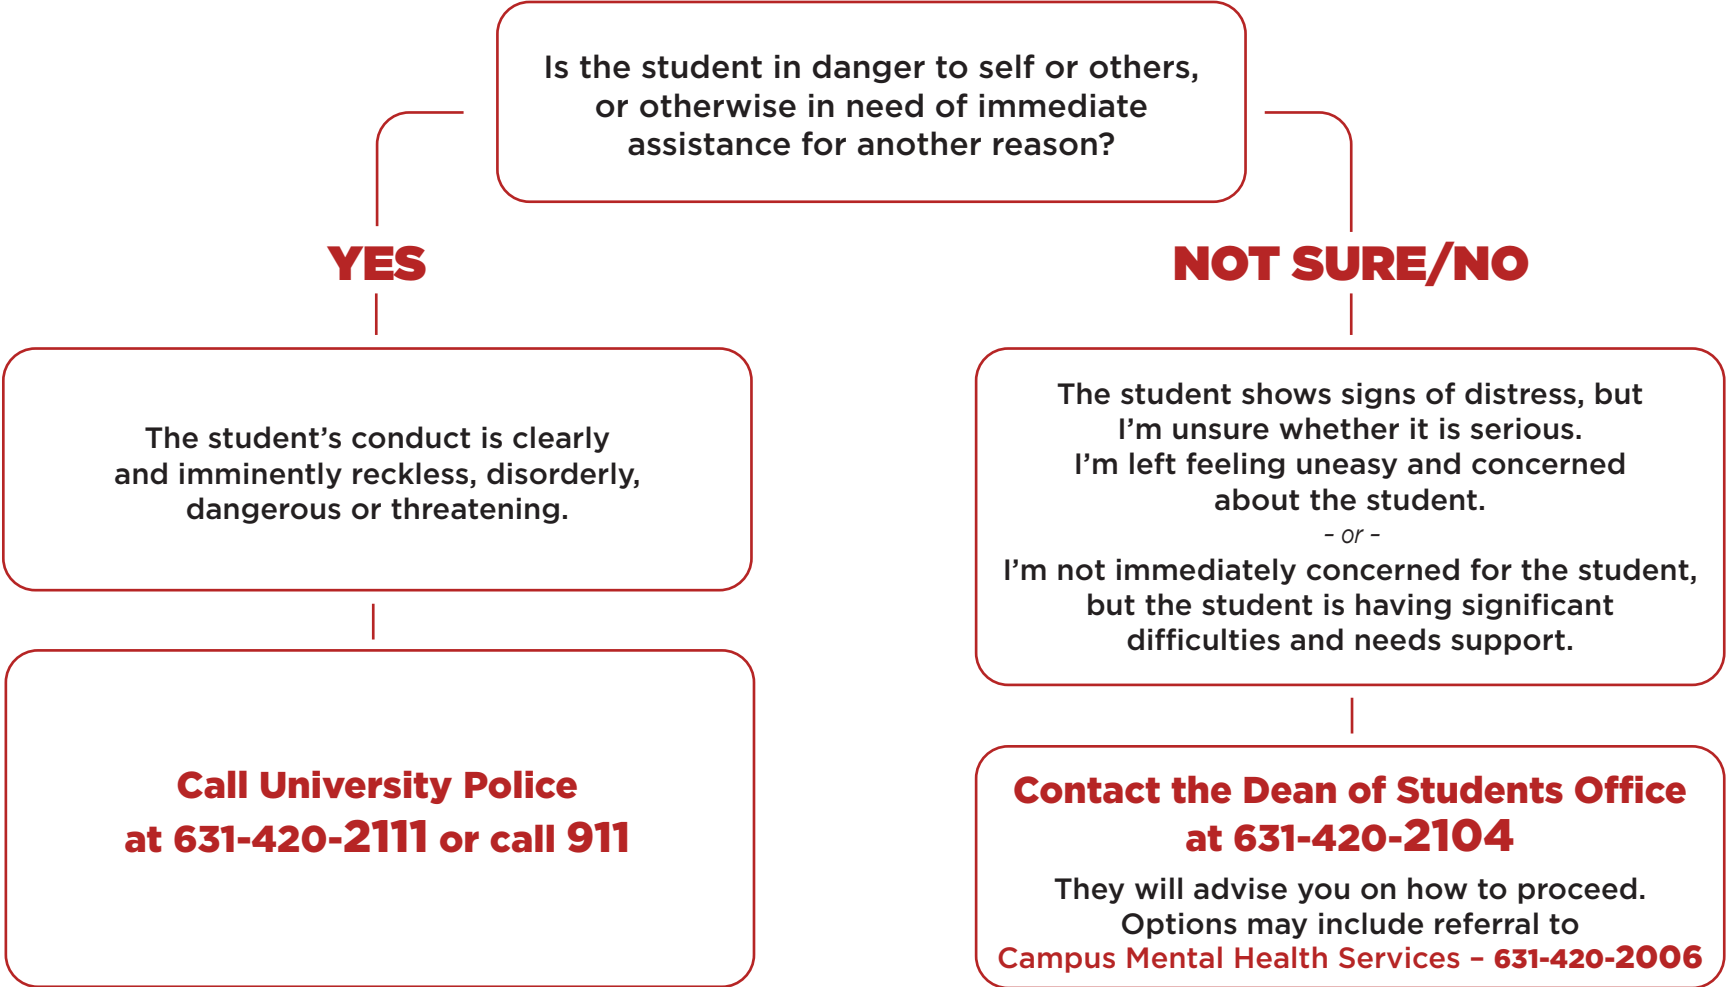 Is the student in danger to self or others,
or otherwise in need of immediate
assistance for another reason?
YES
The student’s conduct is clearly
and imminently reckless, disorderly,
dangerous or threatening.
Call University Police
at 631-420-2111 or call 911
NOT SURE/NO
The student shows signs of distress, but
I’m unsure whether it is serious.
I’m left feeling uneasy and concerned
about the student.
– or –
I’m not immediately concerned for the student,
but the student is having significant
difficulties and needs support.
Contact the Dean of Students Office
at 631-420-2104
They will advise you on how to proceed.
Options may include referral to
Campus Mental Health Services – 631-420-2006